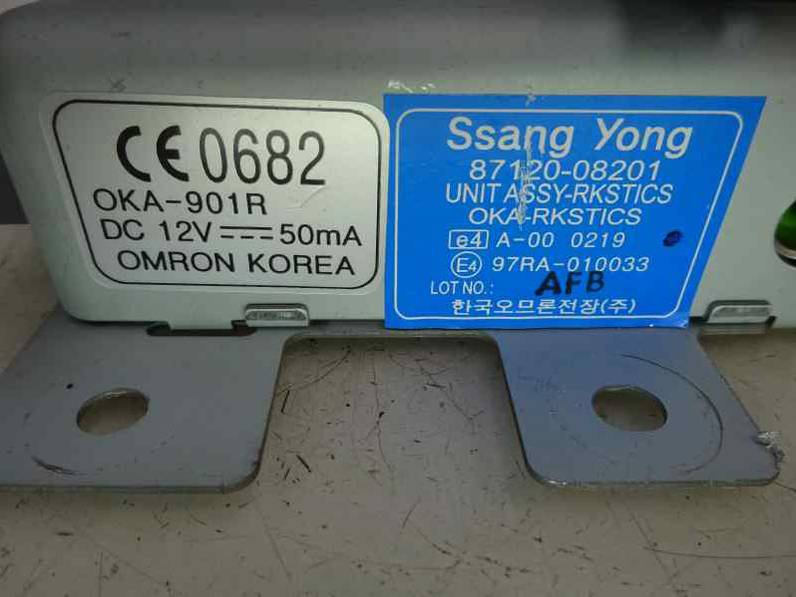 CE 0682
OKA-901R
DC 12V ⎓ 50mA
OMRON KOREA
Ssang Yong
87120-08201
UNIT ASSY-RKSTICS
OKA-RKSTICS
e4 A-00 0219
E4 97RA-010033
LOT NO.: AFB
한국오므론전장(주)